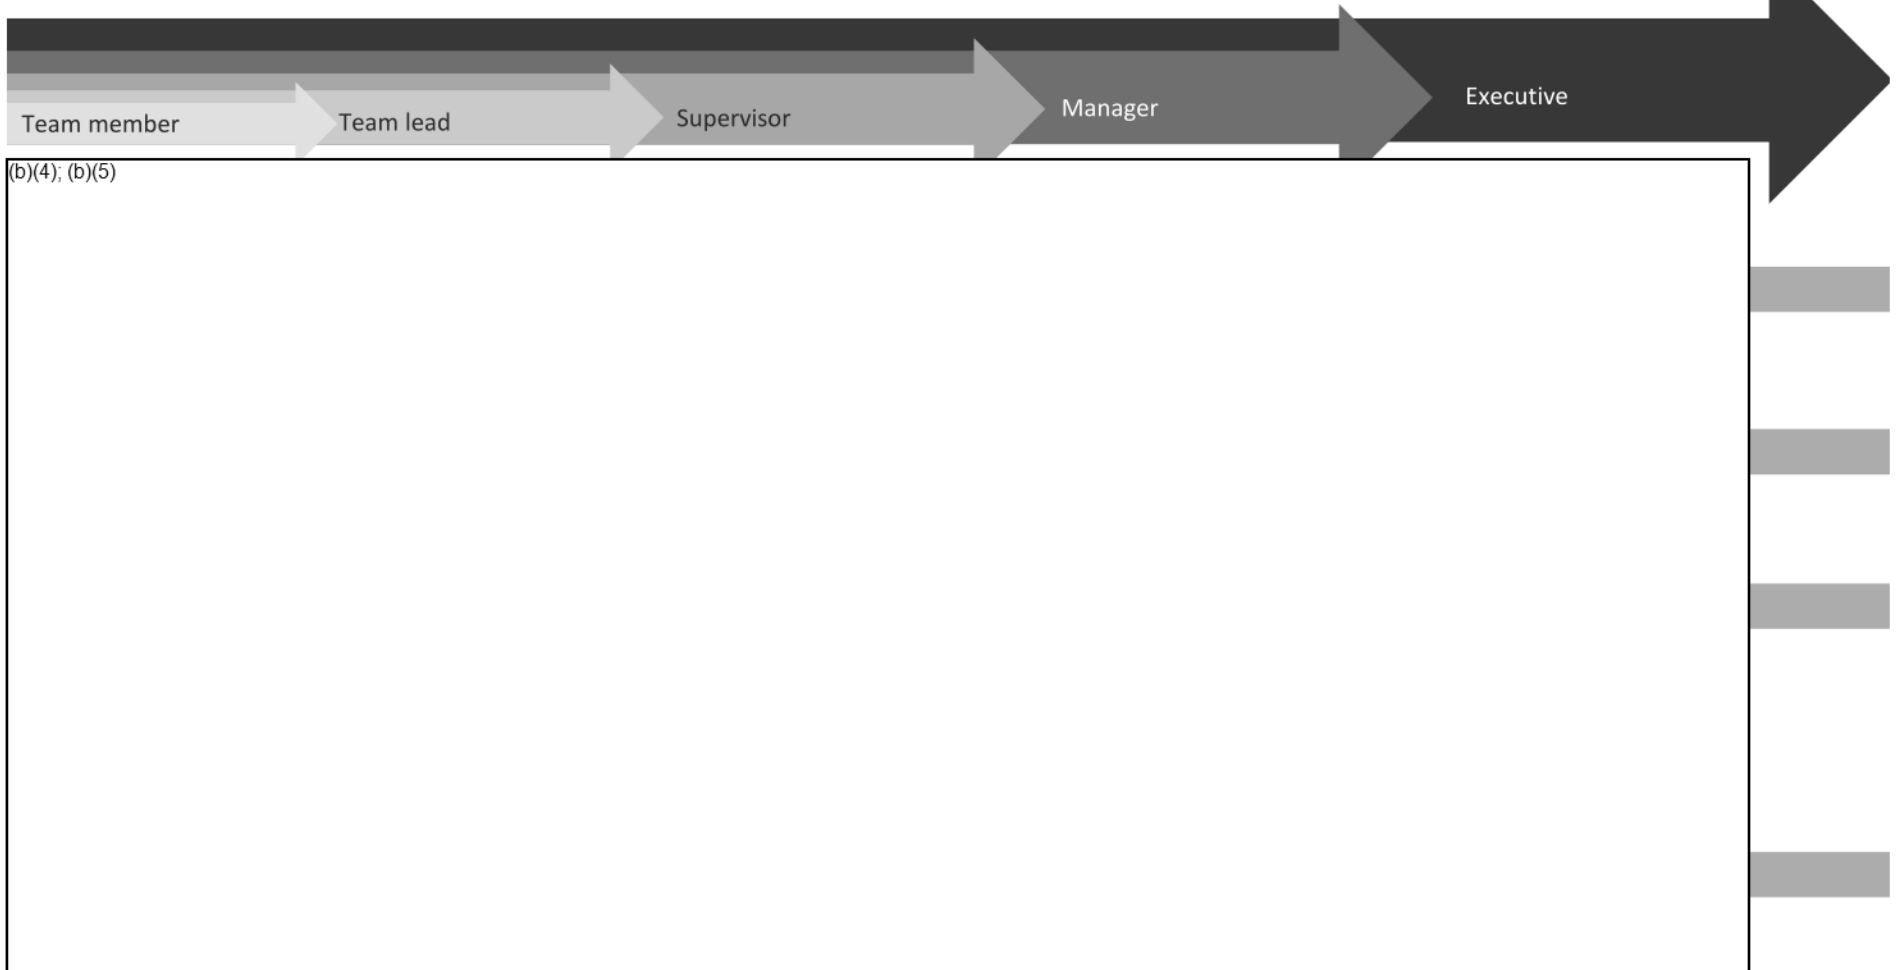 Team member
Team lead
Supervisor
Manager
Executive
(b)(4); (b)(5)